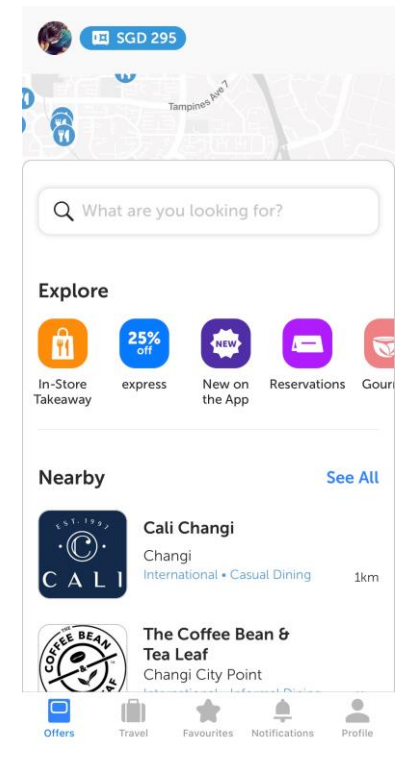 SGD 295
Tampines Ave 7
What are you looking for?
Explore
25%
off
NEW
In-Store
Takeaway
express
New on
the App
Reservations
Gour
Nearby
See All
EST. 1997
C
CALI
Cali Changi
Changi
International • Casual Dining
1km
THE
COFFEE BEAN
The Coffee Bean &
Tea Leaf
Changi City Point
Offers
Travel
Favourites
Notifications
Profile